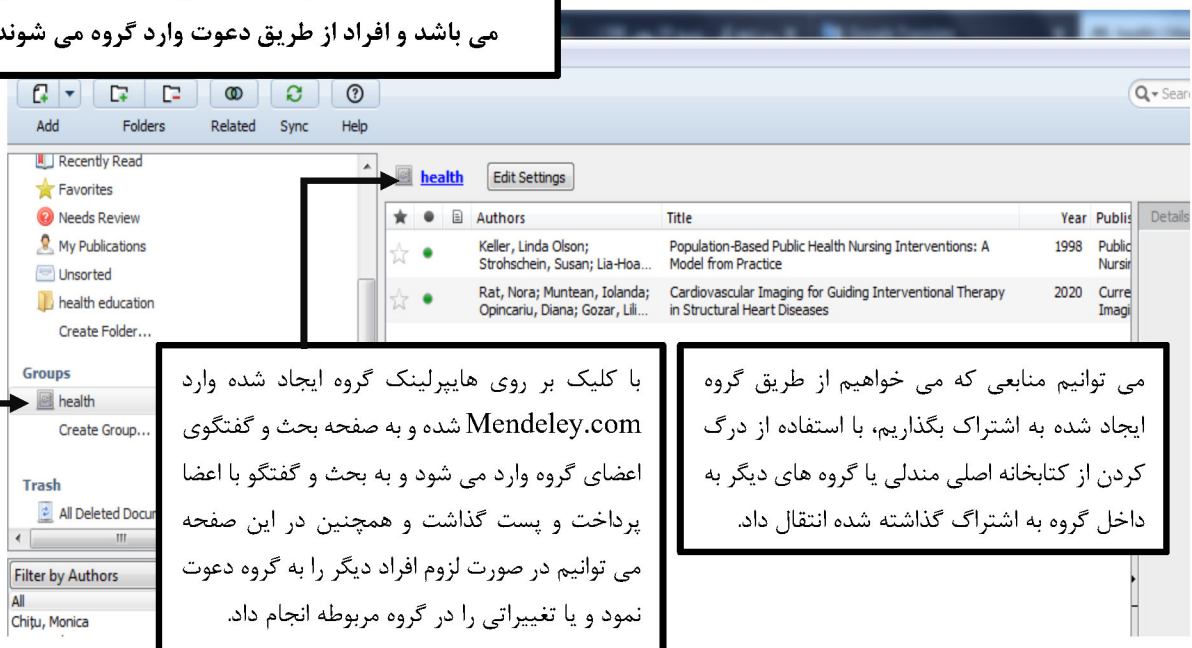 می باشد و افراد از طریق دعوت وارد گروه می شوند
Add Folders Related Sync Help
Recently Read
Favorites
Needs Review
My Publications
Unsorted
health education
Create Folder...
Groups
health
Create Group...
Trash
All Deleted Docur
Filter by Authors
All
Chițu, Monica
health Edit Settings
Authors Title Year Publis Details
Keller, Linda Olson; Population-Based Public Health Nursing Interventions: A 1998 Public
Strohschein, Susan; Lia-Hoa... Model from Practice Nursin
Rat, Nora; Muntean, Iolanda; Cardiovascular Imaging for Guiding Interventional Therapy 2020 Curre
Opincariu, Diana; Gozar, Lili... in Structural Heart Diseases Imagi
با کلیک بر روی هایپرلینک گروه ایجاد شده وارد
Mendeley.com شده و به صفحه بحث و گفتگوی
اعضای گروه وارد می شود و به بحث و گفتگو با اعضا
پرداخت و پست گذاشت و همچنین در این صفحه
می توانیم در صورت لزوم افراد دیگر را به گروه دعوت
نمود و یا تغییراتی را در گروه مربوطه انجام داد.
می توانیم منابعی که می خواهیم از طریق گروه
ایجاد شده به اشتراک بگذاریم، با استفاده از درگ
کردن از کتابخانه اصلی مندلی یا گروه های دیگر به
داخل گروه به اشتراگ گذاشته شده انتقال داد.